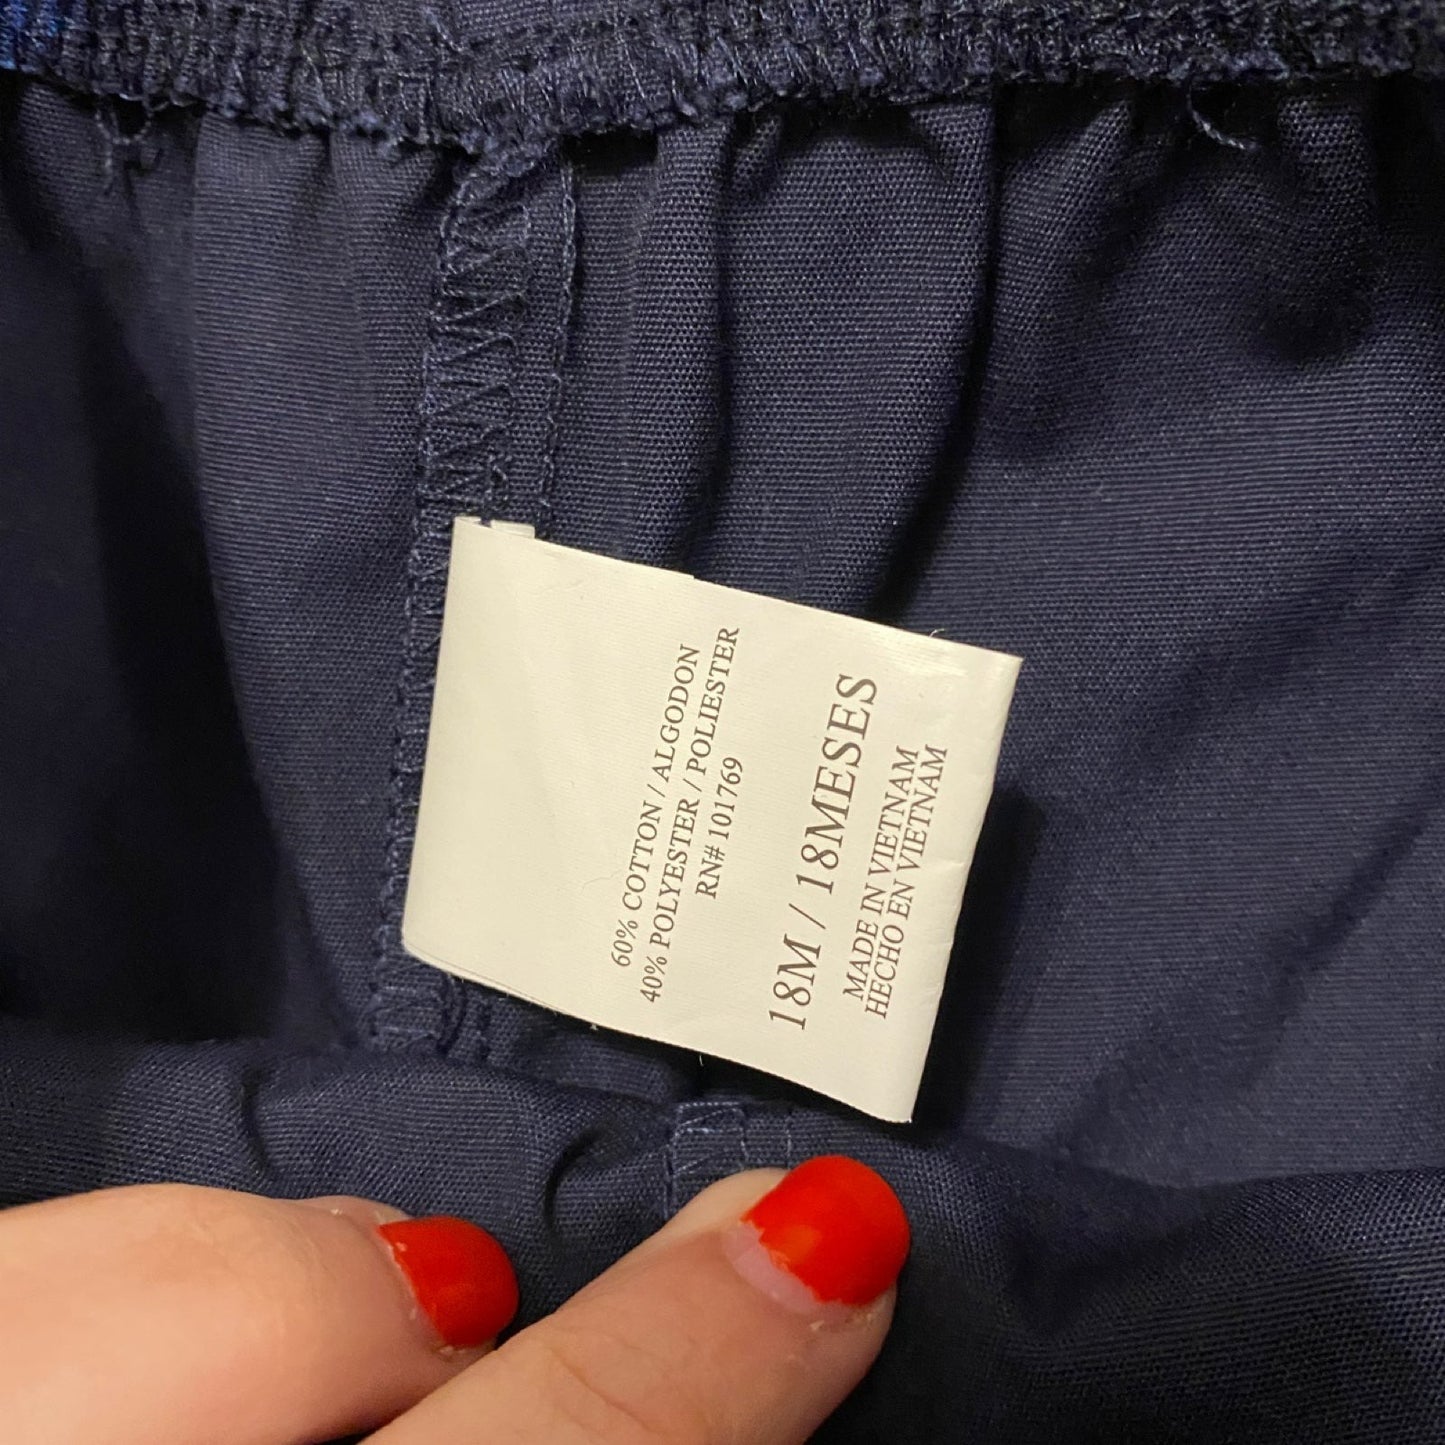 60% COTTON / ALGODON
40% POLYESTER / POLIESTER
RN# 101769
18M / 18MESES
MADE IN VIETNAM
HECHO EN VIETNAM